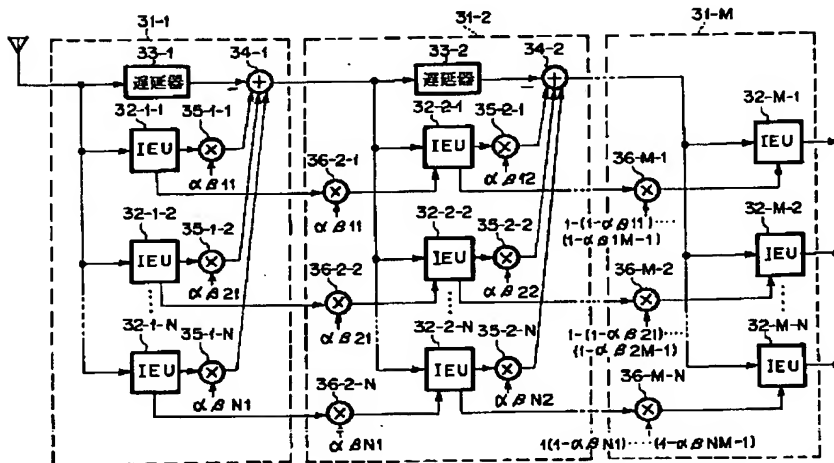 31-1
33-1
34-1
遅延器
-
+
32-1-1
35-1-1
IEU
×
αβ11
32-1-2
35-1-2
IEU
×
αβ21
32-1-N
35-1-N
IEU
×
αβN1
31-2
33-2
34-2
遅延器
-
+
36-2-1
×
αβ11
32-2-1
35-2-1
IEU
×
αβ12
36-2-2
×
αβ21
32-2-2
35-2-2
IEU
×
αβ22
36-2-N
×
αβN1
32-2-N
35-2-N
IEU
×
αβN2
31-M
32-M-1
IEU
36-M-1
×
1-(1-αβ11)‥‥
(1-αβ1M-1)
32-M-2
IEU
36-M-2
×
1-(1-αβ21)‥‥
(1-αβ2M-1)
32-M-N
IEU
36-M-N
×
1(1-αβN1)‥‥(1-αβNM-1)